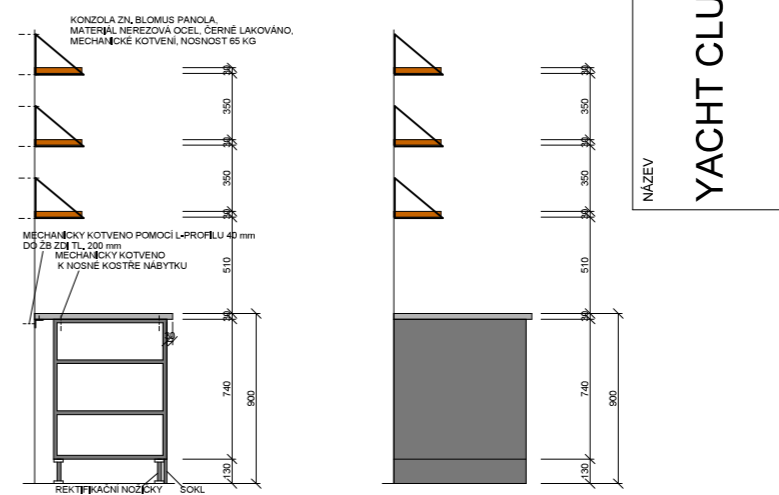 KONZOLA ZN. BLOMUS PANOLA,
MATERIÁL NEREZOVÁ OCEL, ČERNĚ LAKOVÁNO,
MECHANICKÉ KOTVENÍ, NOSNOST 65 KG
30
350
30
350
30
510
30
740
900
130
MECHANICKY KOTVENO POMOCÍ L-PROFILU 40 mm
DO ŽB ZDI TL. 200 mm
MECHANICKY KOTVENO
K NOSNÉ KOSTŘE NÁBYTKU
30
REKTIFIKAČNÍ NOŽIČKY
SOKL
30
350
30
350
30
510
30
740
900
130
NÁZEV
YACHT CLU